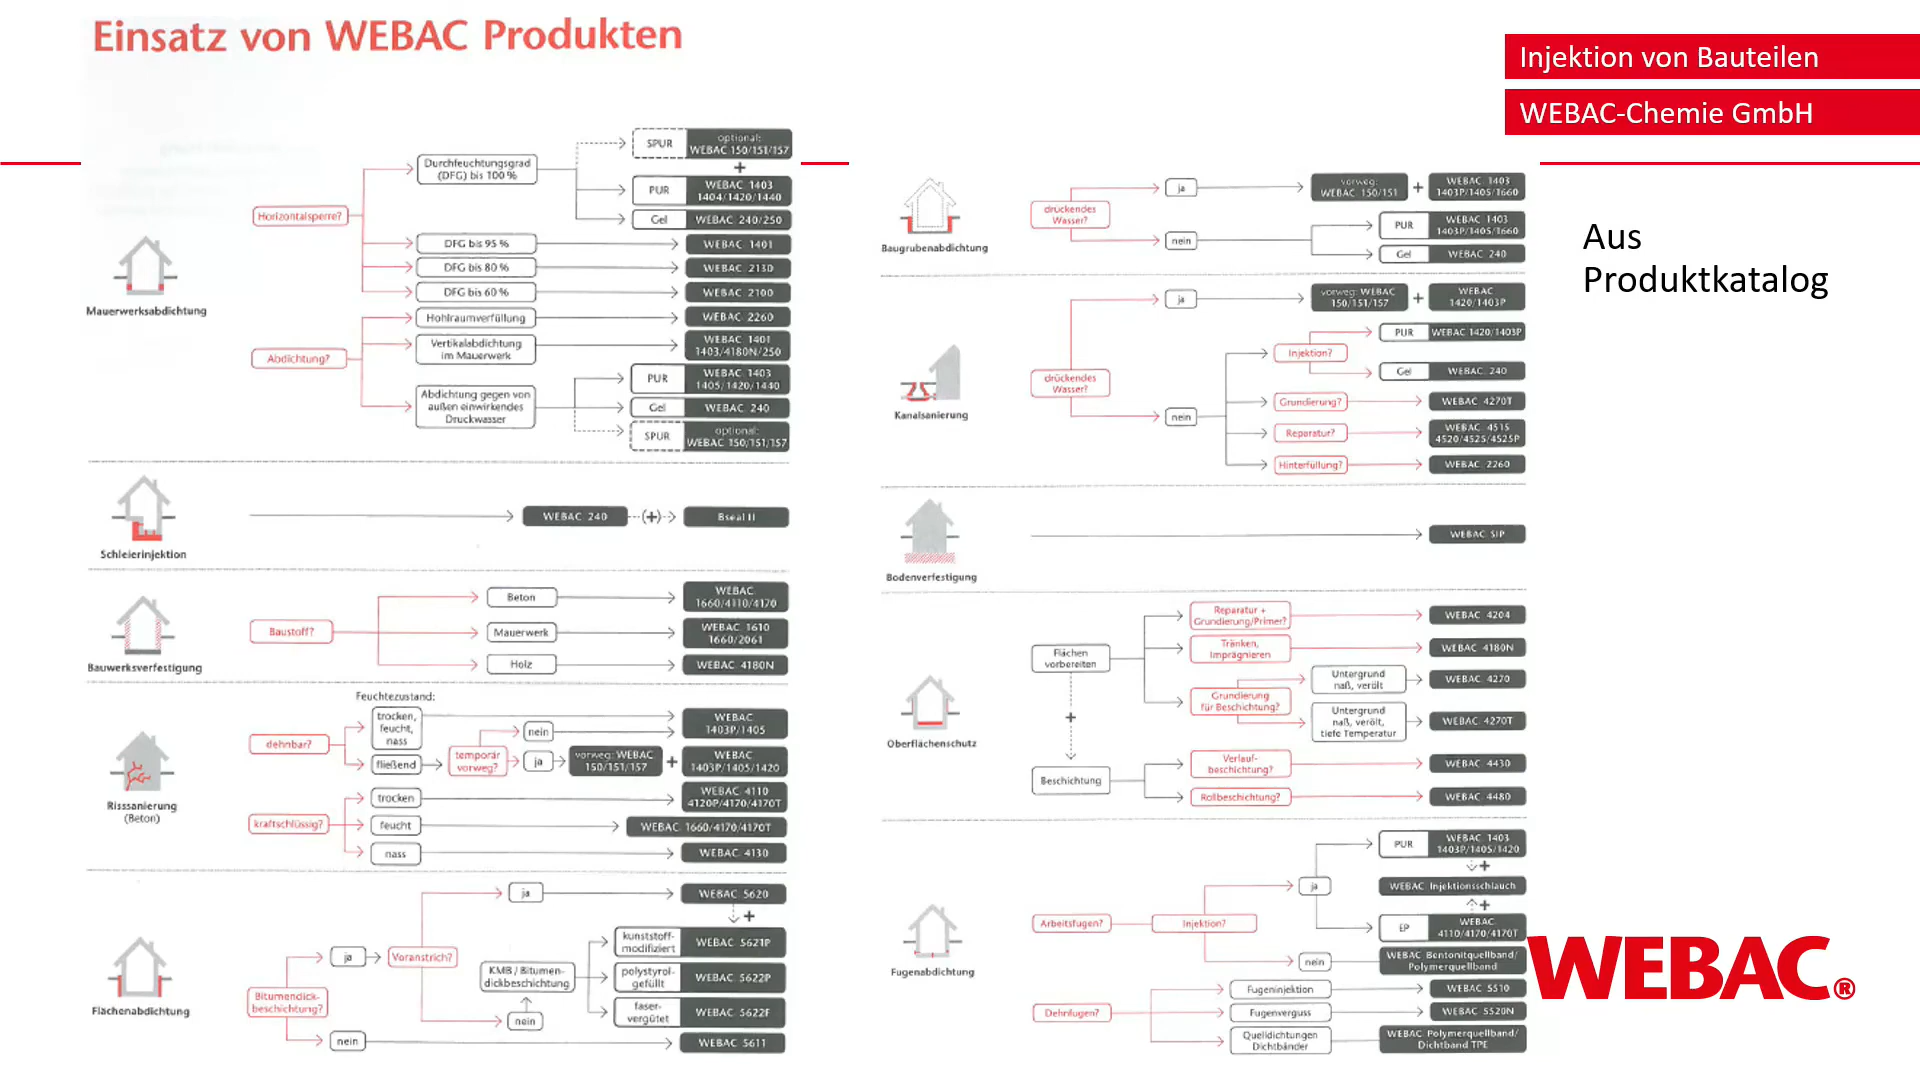 Einsatz von WEBAC Produkten
Injektion von Bauteilen
WEBAC-Chemie GmbH
Aus
Produktkatalog
Mauerwerksabdichtung
Horizontalsperre?
Durchfeuchtungsgrad
(DFG) bis 100 %
SPUR
optional:
WEBAC 150/151/157
+
PUR
WEBAC 1403
1404/1420/1440
Gel
WEBAC 240/250
DFG bis 95 %
WEBAC 1401
DFG bis 80 %
WEBAC 2130
DFG bis 60 %
WEBAC 2100
Abdichtung?
Hohlraumverfüllung
WEBAC 2260
Vertikalabdichtung
im Mauerwerk
WEBAC 1401
1403/4180N/250
Abdichtung gegen von
außen einwirkendes
Druckwasser
PUR
WEBAC 1403
1405/1420/1440
Gel
WEBAC 240
SPUR
optional:
WEBAC 150/151/157
Schleierinjektion
WEBAC 240
(+)
Bseal II
Bauwerksverfestigung
Baustoff?
Beton
WEBAC
1660/4110/4170
Mauerwerk
WEBAC 1610
1660/2061
Holz
WEBAC 4180N
Risssanierung
(Beton)
Feuchtezustand:
dehnbar?
trocken,
feucht,
nass
WEBAC
1403P/1405
fließend
temporär
vorweg?
nein
ja
vorweg: WEBAC
150/151/157
+
WEBAC
1403P/1405/1420
kraftschlüssig?
trocken
WEBAC 4110
4120P/4170/4170T
feucht
WEBAC 1660/4170/4170T
nass
WEBAC 4130
Flächenabdichtung
Bitumendick-
beschichtung?
ja
Voranstrich?
ja
WEBAC 5620
+
nein
KMB / Bitumen-
dickbeschichtung
kunststoff-
modifiziert
WEBAC 5621P
polystyrol-
gefüllt
WEBAC 5622P
faser-
vergütet
WEBAC 5622F
nein
WEBAC 5611
Baugrubenabdichtung
drückendes
Wasser?
ja
vorweg:
WEBAC 150/151
+
WEBAC 1403
1403P/1405/1660
nein
PUR
WEBAC 1403
1403P/1405/1660
Gel
WEBAC 240
Kanalsanierung
drückendes
Wasser?
ja
vorweg: WEBAC
150/151/157
+
WEBAC
1420/1403P
nein
Injektion?
PUR
WEBAC 1420/1403P
Gel
WEBAC 240
Grundierung?
WEBAC 4270T
Reparatur?
WEBAC 4515
4520/4525/4525P
Hinterfüllung?
WEBAC 2260
Bodenverfestigung
WEBAC SIP
Oberflächenschutz
Flächen
vorbereiten
Reparatur +
Grundierung/Primer?
WEBAC 4204
Tränken,
Imprägnieren
WEBAC 4180N
Grundierung
für Beschichtung?
Untergrund
naß, verölt
WEBAC 4270
Untergrund
naß, verölt,
tiefe Temperatur
WEBAC 4270T
+
Beschichtung
Verlauf-
beschichtung?
WEBAC 4430
Rollbeschichtung?
WEBAC 4480
Fugenabdichtung
Arbeitsfugen?
Injektion?
ja
PUR
WEBAC 1403
1403P/1405/1420
+
WEBAC Injektionsschlauch
+
EP
WEBAC
4110/4170/4170T
nein
WEBAC Bentonitquellband/
Polymerquellband
Dehnfugen?
Fugeninjektion
WEBAC 5510
Fugenverguss
WEBAC 5520N
Quelldichtungen
Dichtbänder
WEBAC Polymerquellband/
Dichtband TPE
WEBAC®